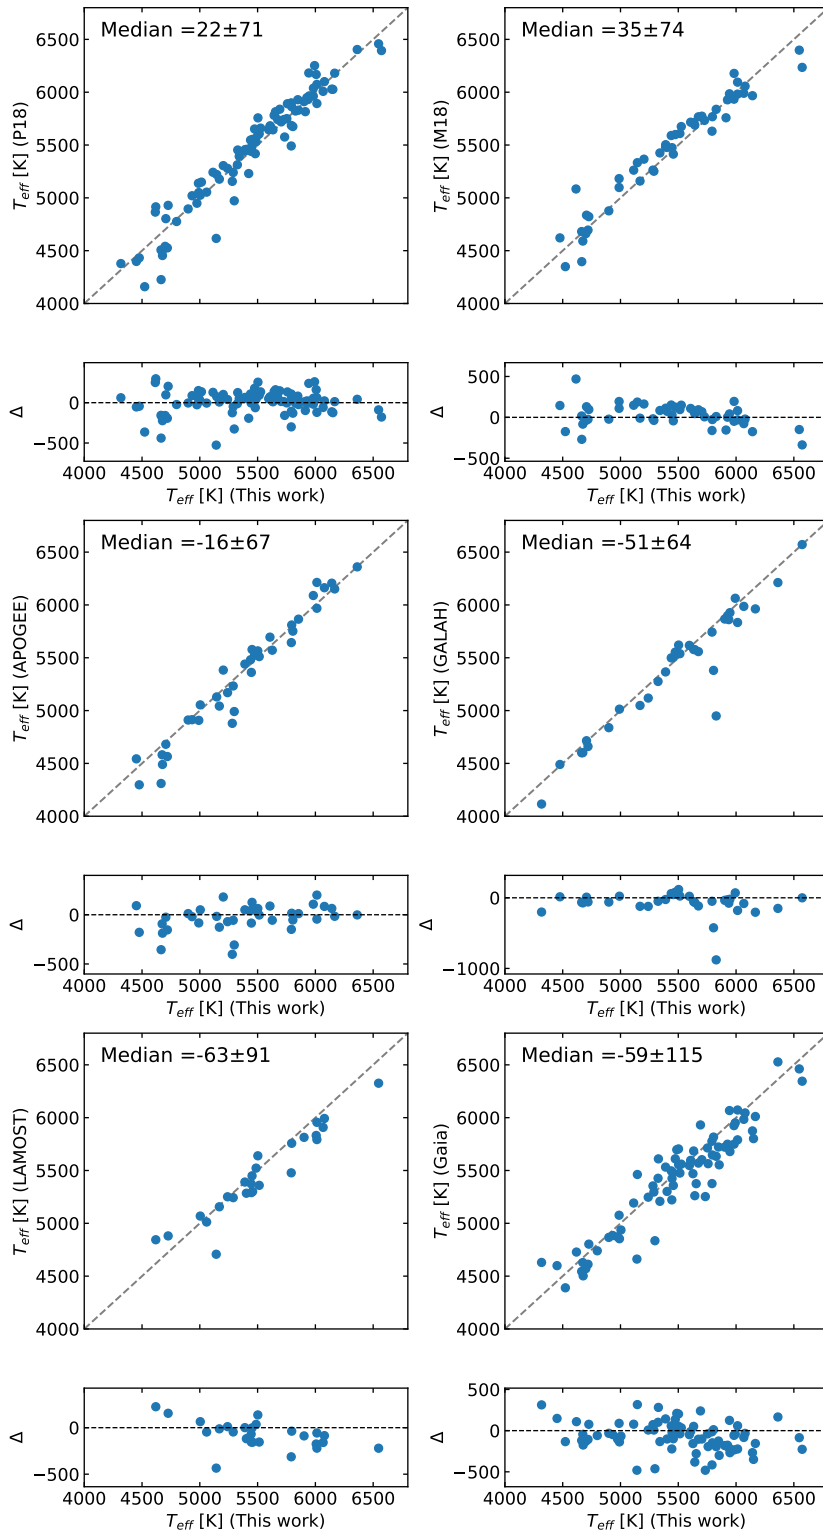 Median =22±71
T_eff [K] (P18)
6500
6000
5500
5000
4500
4000
Median =35±74
T_eff [K] (M18)
6500
6000
5500
5000
4500
4000
Δ
0
−500
4000 4500 5000 5500 6000 6500
T_eff [K] (This work)
Δ
500
0
−500
4000 4500 5000 5500 6000 6500
T_eff [K] (This work)
Median =-16±67
T_eff [K] (APOGEE)
6500
6000
5500
5000
4500
4000
Median =-51±64
T_eff [K] (GALAH)
6500
6000
5500
5000
4500
4000
Δ
0
−500
4000 4500 5000 5500 6000 6500
T_eff [K] (This work)
Δ
0
−1000
4000 4500 5000 5500 6000 6500
T_eff [K] (This work)
Median =-63±91
T_eff [K] (LAMOST)
6500
6000
5500
5000
4500
4000
Median =-59±115
T_eff [K] (Gaia)
6500
6000
5500
5000
4500
4000
Δ
0
−500
4000 4500 5000 5500 6000 6500
T_eff [K] (This work)
Δ
500
0
−500
4000 4500 5000 5500 6000 6500
T_eff [K] (This work)